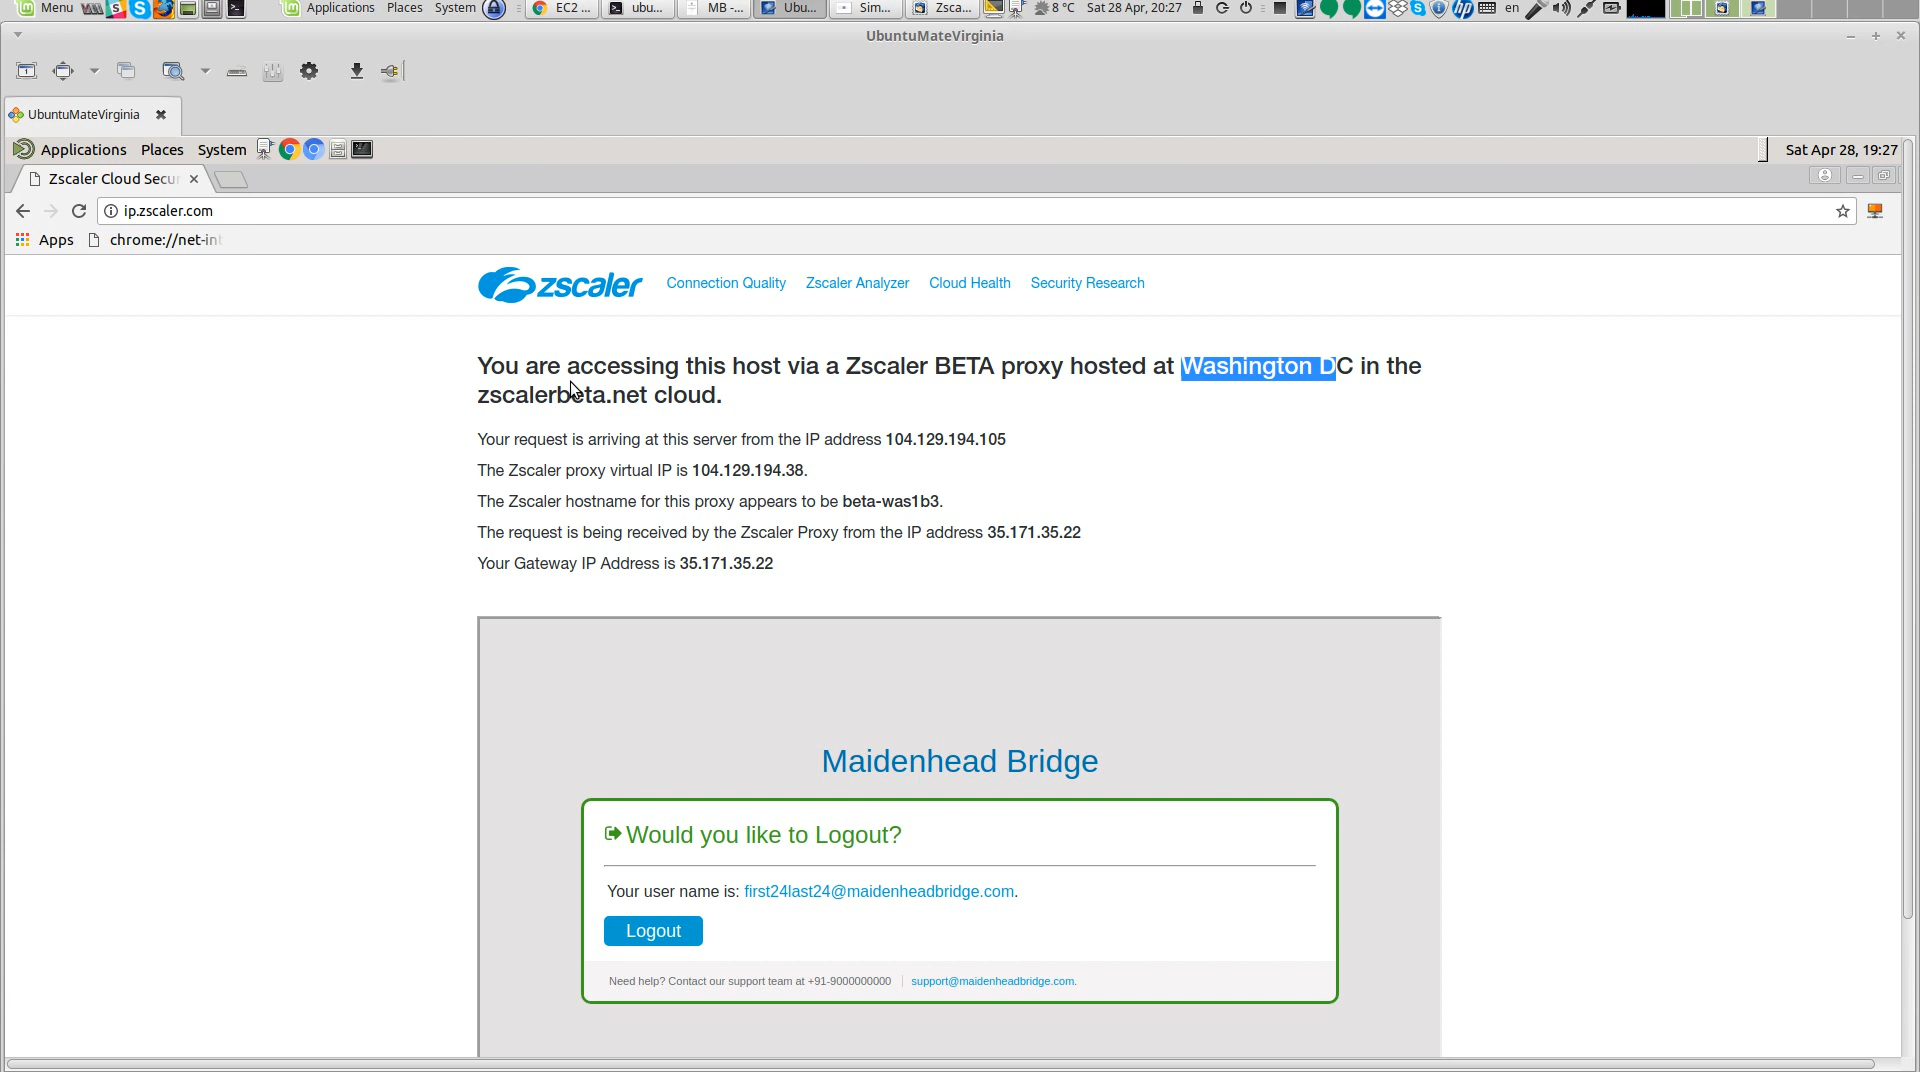 Menu Applications Places System EC2 ... ubu... MB -... Ubu... Sim... Zsca... 8 °C Sat 28 Apr, 20:27 en
UbuntuMateVirginia
UbuntuMateVirginia
Applications Places System Sat Apr 28, 19:27
Zscaler Cloud Secu
ip.zscaler.com
Apps chrome://net-int
zscaler Connection Quality Zscaler Analyzer Cloud Health Security Research
You are accessing this host via a Zscaler BETA proxy hosted at Washington DC in the
zscalerbeta.net cloud.
Your request is arriving at this server from the IP address 104.129.194.105
The Zscaler proxy virtual IP is 104.129.194.38.
The Zscaler hostname for this proxy appears to be beta-was1b3.
The request is being received by the Zscaler Proxy from the IP address 35.171.35.22
Your Gateway IP Address is 35.171.35.22
Maidenhead Bridge
Would you like to Logout?
Your user name is: first24last24@maidenheadbridge.com.
Logout
Need help? Contact our support team at +91-9000000000 support@maidenheadbridge.com.